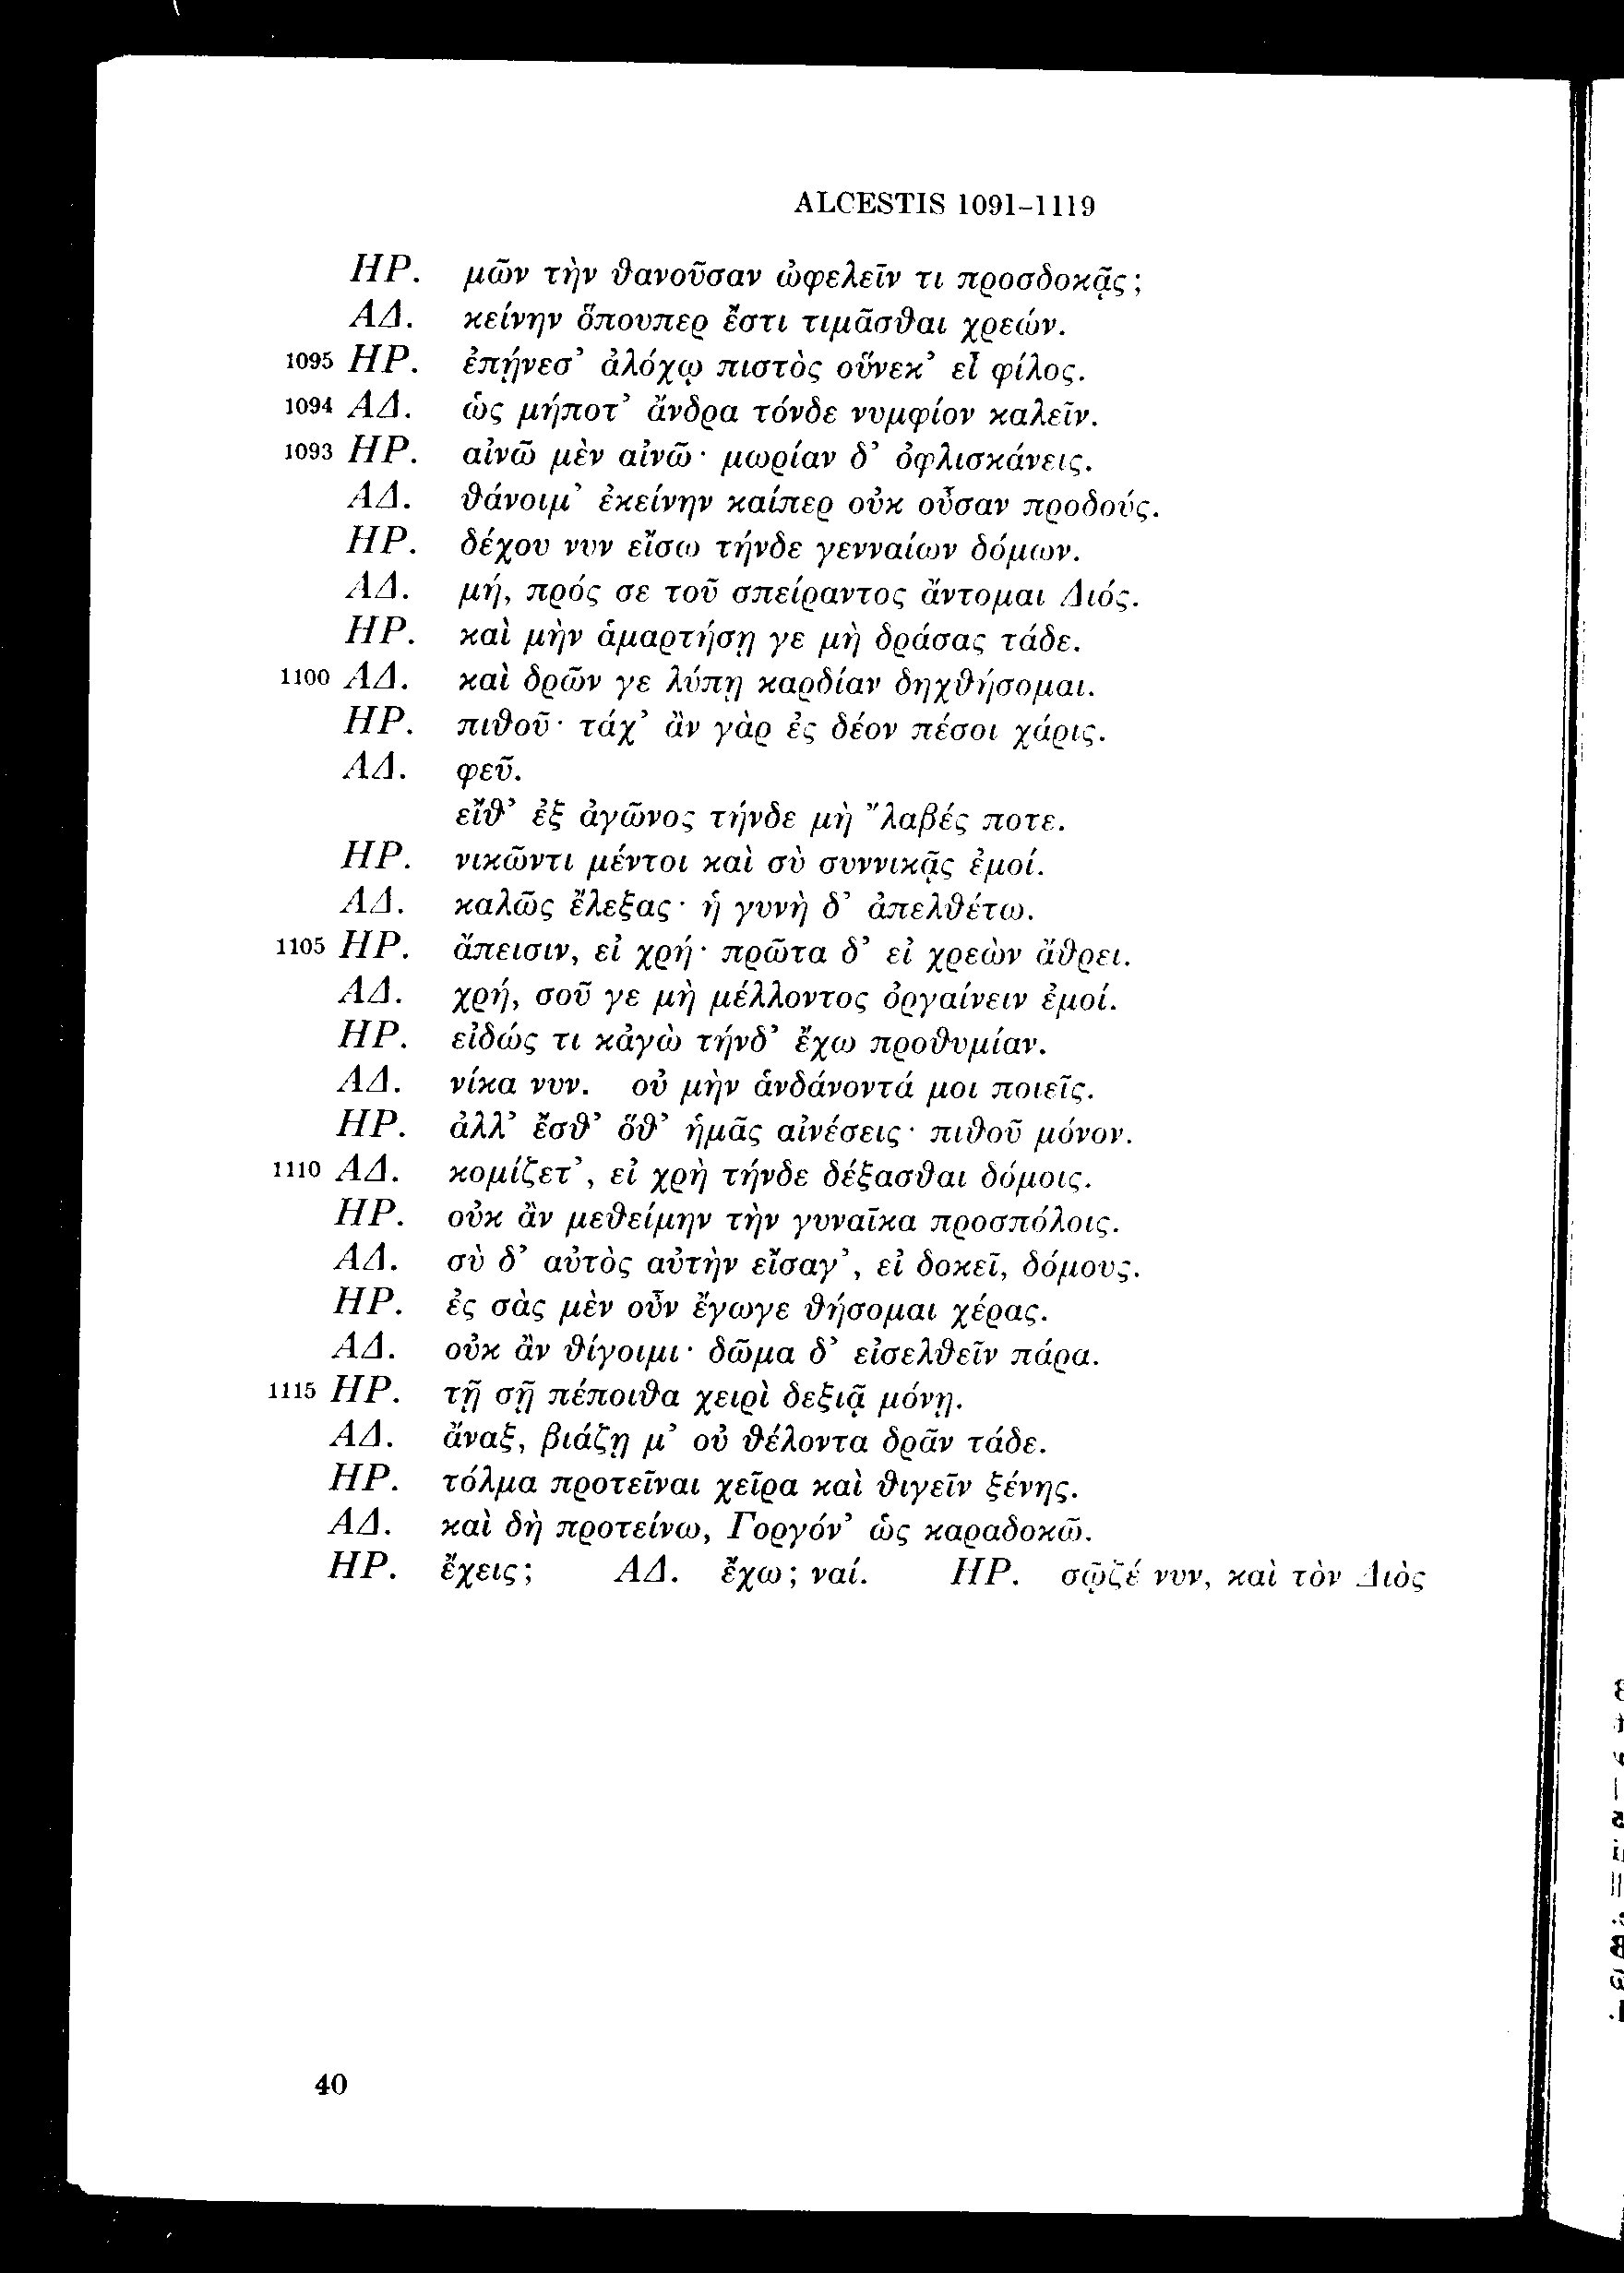 ALCESTIS 1091–1119
ΗΡ. μῶν τὴν θανοῦσαν ὠφελεῖν τι προσδοκᾷς;
ΑΔ. κείνην ὅπουπερ ἔστι τιμᾶσθαι χρεών.
1095 ΗΡ. ἐπῄνεσ’ ἀλόχῳ πιστὸς οὕνεκ’ εἶ φίλος.
1094 ΑΔ. ὡς μήποτ’ ἄνδρα τόνδε νυμφίον καλεῖν.
1093 ΗΡ. αἰνῶ μὲν αἰνῶ· μωρίαν δ’ ὀφλισκάνεις.
ΑΔ. θάνοιμ’ ἐκείνην καίπερ οὐκ οὖσαν προδούς.
ΗΡ. δέχου νυν εἴσω τήνδε γενναίων δόμων.
ΑΔ. μή, πρός σε τοῦ σπείραντος ἄντομαι Διός.
ΗΡ. καὶ μὴν ἁμαρτήσῃ γε μὴ δράσας τάδε.
1100 ΑΔ. καὶ δρῶν γε λύπῃ καρδίαν δηχθήσομαι.
ΗΡ. πιθοῦ· τάχ’ ἂν γὰρ ἐς δέον πέσοι χάρις.
ΑΔ. φεῦ.
εἴθ’ ἐξ ἀγῶνος τήνδε μὴ ’’λαβές ποτε.
ΗΡ. νικῶντι μέντοι καὶ σὺ συννικᾷς ἐμοί.
ΑΔ. καλῶς ἔλεξας· ἡ γυνὴ δ’ ἀπελθέτω.
1105 ΗΡ. ἄπεισιν, εἰ χρή· πρῶτα δ’ εἰ χρεὼν ἄθρει.
ΑΔ. χρή, σοῦ γε μὴ μέλλοντος ὀργαίνειν ἐμοί.
ΗΡ. εἰδώς τι κἀγὼ τήνδ’ ἔχω προθυμίαν.
ΑΔ. νίκα νυν. οὐ μὴν ἁνδάνοντά μοι ποιεῖς.
ΗΡ. ἀλλ’ ἔσθ’ ὅθ’ ἡμᾶς αἰνέσεις· πιθοῦ μόνον.
1110 ΑΔ. κομίζετ’, εἰ χρὴ τήνδε δέξασθαι δόμοις.
ΗΡ. οὐκ ἂν μεθείμην τὴν γυναῖκα προσπόλοις.
ΑΔ. σὺ δ’ αὐτὸς αὐτὴν εἴσαγ’, εἰ δοκεῖ, δόμους.
ΗΡ. ἐς σὰς μὲν οὖν ἔγωγε θήσομαι χέρας.
ΑΔ. οὐκ ἂν θίγοιμι· δῶμα δ’ εἰσελθεῖν πάρα.
1115 ΗΡ. τῇ σῇ πέποιθα χειρὶ δεξιᾷ μόνῃ.
ΑΔ. ἄναξ, βιάζῃ μ’ οὐ θέλοντα δρᾶν τάδε.
ΗΡ. τόλμα προτεῖναι χεῖρα καὶ θιγεῖν ξένης.
ΑΔ. καὶ δὴ προτείνω, Γοργόν’ ὡς καραδοκῶ.
ΗΡ. ἔχεις; ΑΔ. ἔχω; ναί. ΗΡ. σῷζέ νυν, καὶ τὸν Διὸς
40